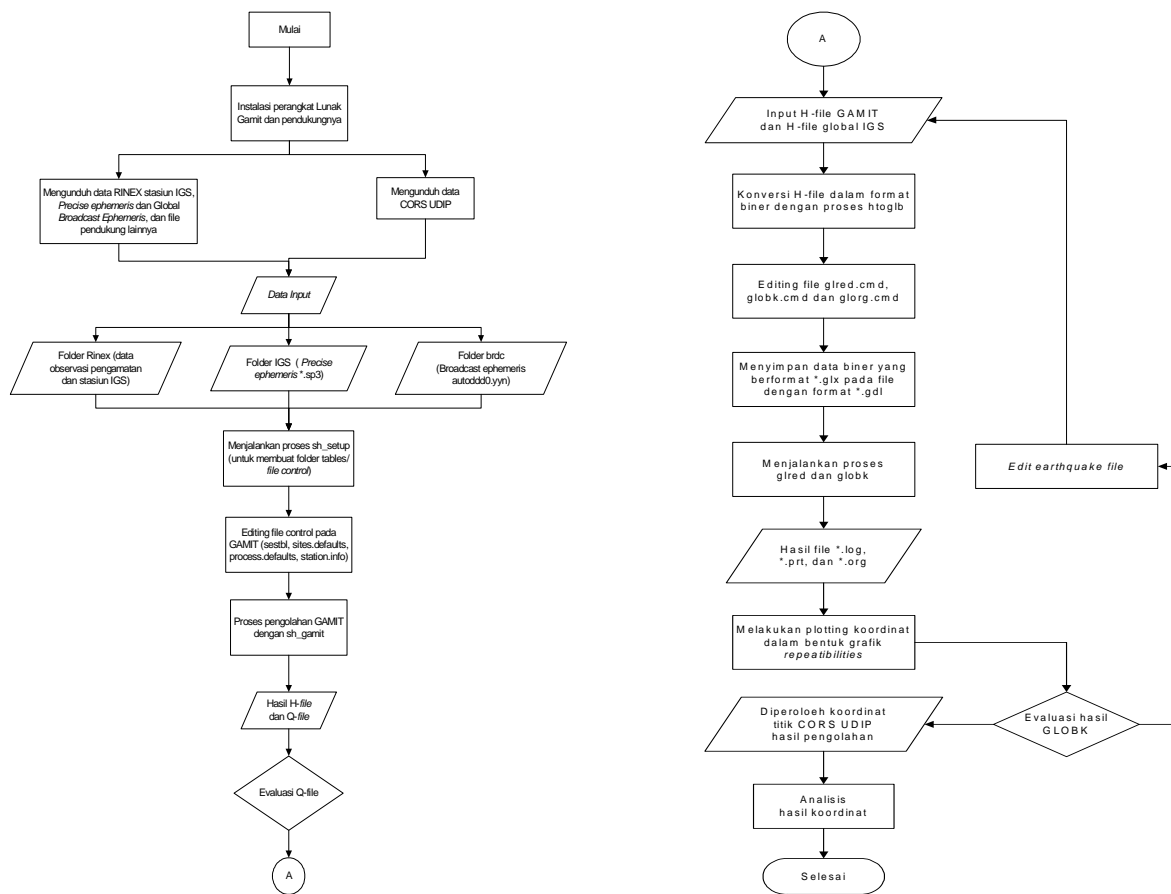 Mulai
Instalasi perangkat Lunak
Gamit dan pendukungnya
Mengunduh data RINEX stasiun IGS,
Precise ephemeris dan Global
Broadcast Ephemeris, dan file
pendukung lainnya
Mengunduh data
CORS UDIP
Data Input
Folder Rinex (data
observasi pengamatan
dan stasiun IGS)
Folder IGS ( Precise
ephemeris *.sp3)
Folder brdc
(Broadcast ephemeris
autoddd0.yyn)
Menjalankan proses sh_setup
(untuk membuat folder tables/
file control)
Editing file control pada
GAMIT (sestbl, sites.defaults,
process.defaults, station.info)
Proses pengolahan GAMIT
dengan sh_gamit
Hasil H-file
dan Q-file
Evaluasi Q-file
A
A
Input H-file GAMIT
dan H-file global IGS
Konversi H-file dalam format
biner dengan proses htoglb
Editing file glred.cmd,
globk.cmd dan glorg.cmd
Menyimpan data biner yang
berformat *.glx pada file
dengan format *.gdl
Menjalankan proses
glred dan globk
Edit earthquake file
Hasil file *.log,
*.prt, dan *.org
Melakukan plotting koordinat
dalam bentuk grafik
repeatibilities
Evaluasi hasil
GLOBK
Diperoloeh koordinat
titik CORS UDIP
hasil pengolahan
Analisis
hasil koordinat
Selesai